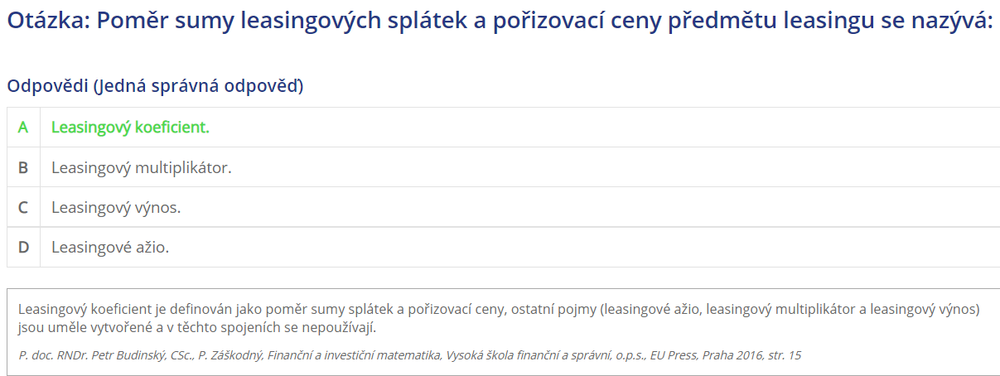 Otázka: Poměr sumy leasingových splátek a pořizovací ceny předmětu leasingu se nazývá:
Odpovědi (Jedná správná odpověď)
A Leasingový koeficient.
B Leasingový multiplikátor.
C Leasingový výnos.
D Leasingové ažio.
Leasingový koeficient je definován jako poměr sumy splátek a pořizovací ceny, ostatní pojmy (leasingové ažio, leasingový multiplikátor a leasingový výnos)
jsou uměle vytvořené a v těchto spojeních se nepoužívají.
P. doc. RNDr. Petr Budinský, CSc., P. Záškodný, Finanční a investiční matematika, Vysoká škola finanční a správní, o.p.s., EU Press, Praha 2016, str. 15